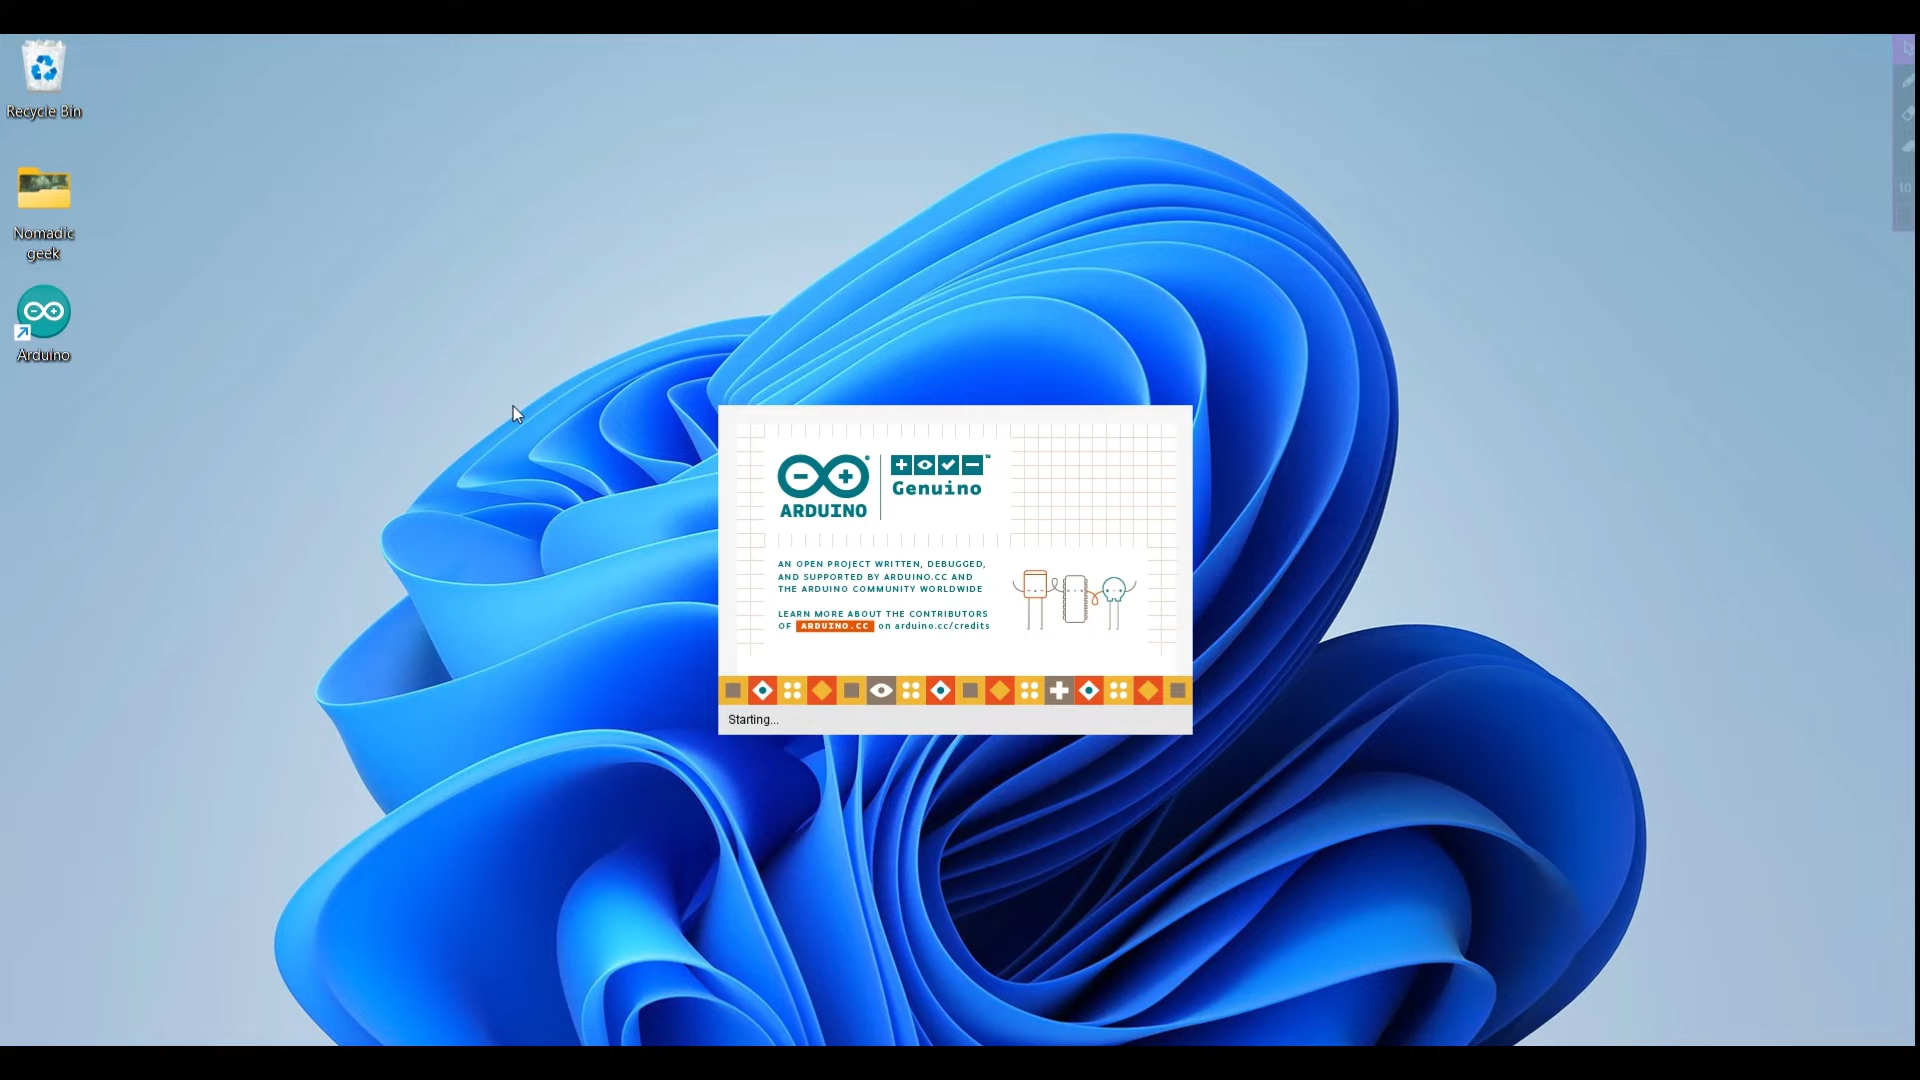 Recycle Bin
Nomadic
geek
Arduino
ARDUINO
Genuino
AN OPEN PROJECT WRITTEN, DEBUGGED,
AND SUPPORTED BY ARDUINO.CC AND
THE ARDUINO COMMUNITY WORLDWIDE
LEARN MORE ABOUT THE CONTRIBUTORS
OF ARDUINO.CC on arduino.cc/credits
Starting...
10